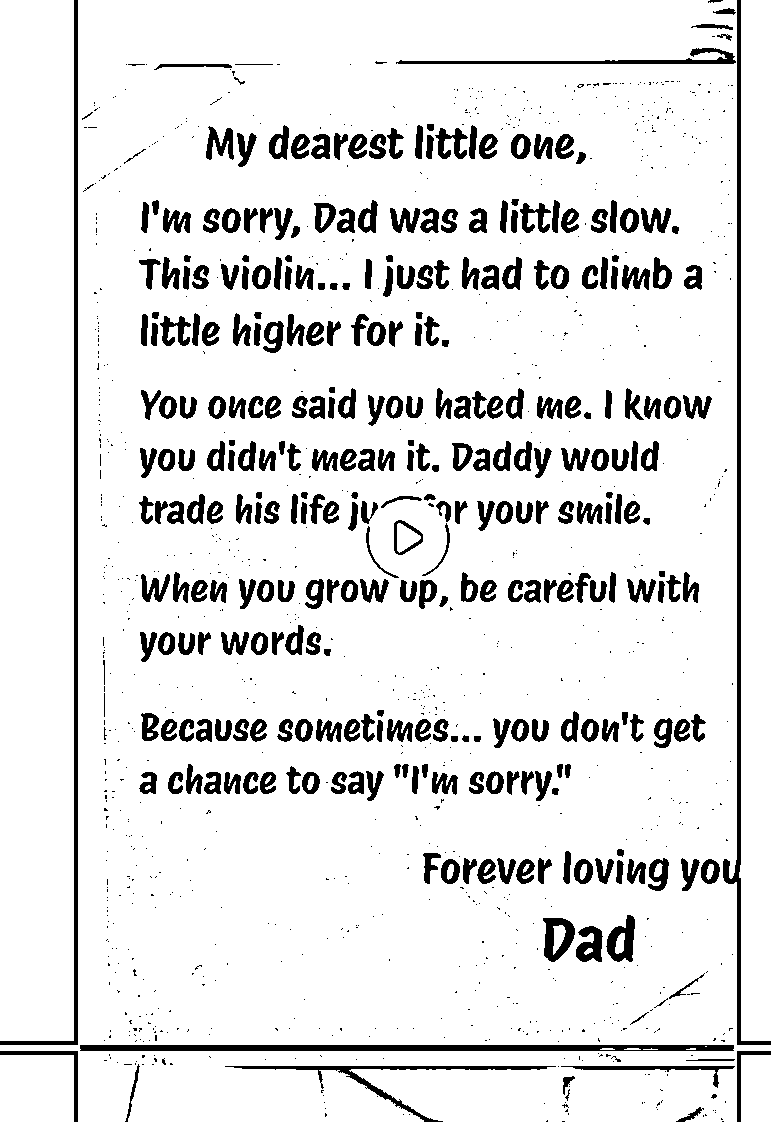 My dearest little one,
I'm sorry, Dad was a little slow.
This violin... I just had to climb a
little higher for it.
You once said you hated me. I know
you didn't mean it. Daddy would
trade his life for your smile.
When you grow up, be careful with
your words.
Because sometimes... you don't get
a chance to say "I'm sorry."
Forever loving you
Dad